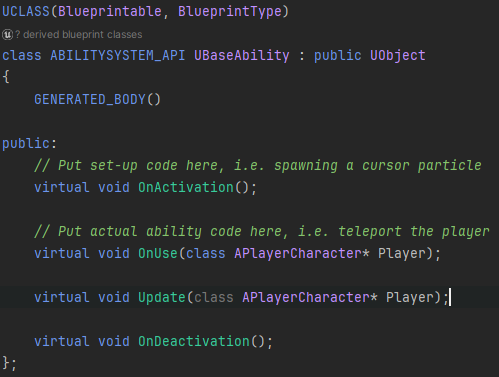 UCLASS(Blueprintable, BlueprintType)
? derived blueprint classes
class ABILITYSYSTEM_API UBaseAbility : public UObject
{
    GENERATED_BODY()
public:
    // Put set-up code here, i.e. spawning a cursor particle
    virtual void OnActivation();
    // Put actual ability code here, i.e. teleport the player
    virtual void OnUse(class APlayerCharacter* Player);
    virtual void Update(class APlayerCharacter* Player);
    virtual void OnDeactivation();
};